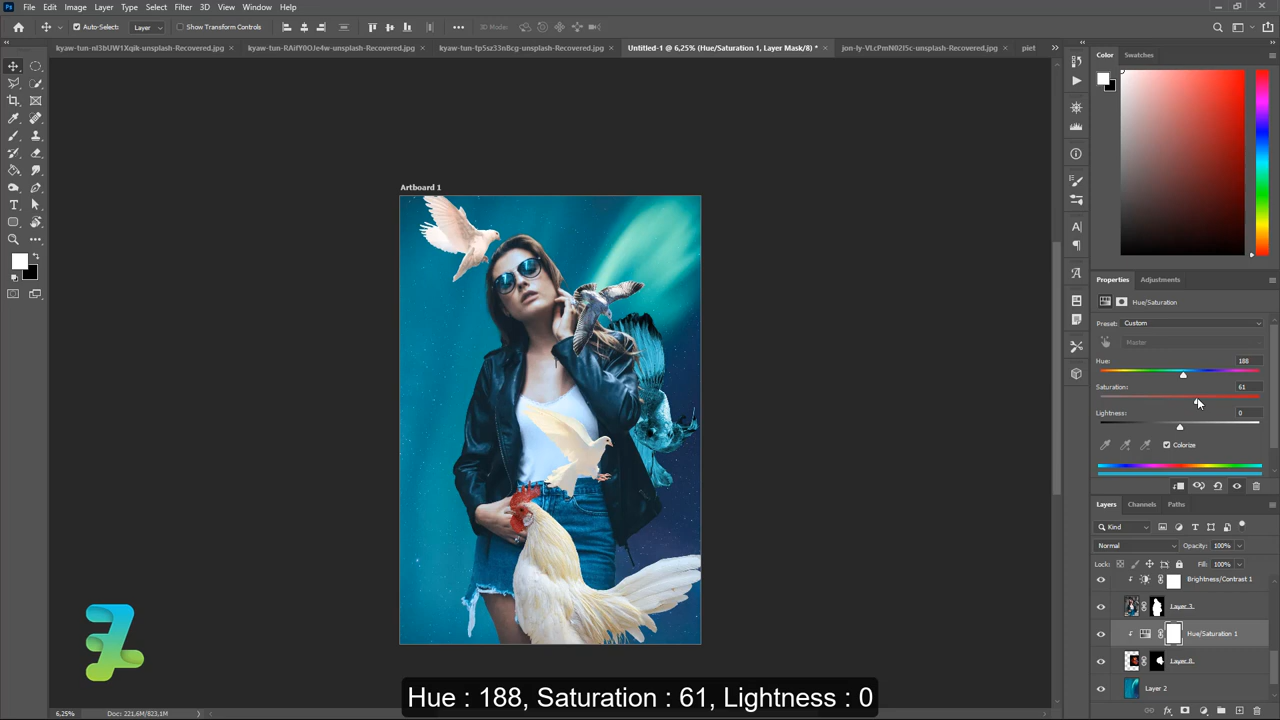 File Edit Image Layer Type Select Filter 3D View Window Help
Auto-Select: Layer Show Transform Controls 3D Mode:
kyaw-tun-nI3bUW1Xqik-unsplash-Recovered.jpg × kyaw-tun-RAifY0OJe4w-unsplash-Recovered.jpg × kyaw-tun-tp5sz33nBcg-unsplash-Recovered.jpg × Untitled-1 @ 6,25% (Hue/Saturation 1, Layer Mask/8) * × jon-ly-VLcPmN02ISc-unsplash-Recovered.jpg × piet
Color Swatches
Artboard 1
Properties Adjustments
Hue/Saturation
Preset: Custom
Master
Hue: 188
Saturation: 61
Lightness: 0
Colorize
Layers Channels Paths
Kind
Normal Opacity: 100%
Lock: Fill: 100%
Brightness/Contrast 1
Layer 3
Hue/Saturation 1
Layer 8
Layer 2
Hue : 188, Saturation : 61, Lightness : 0
6,25% Doc: 221,6M/823,1M